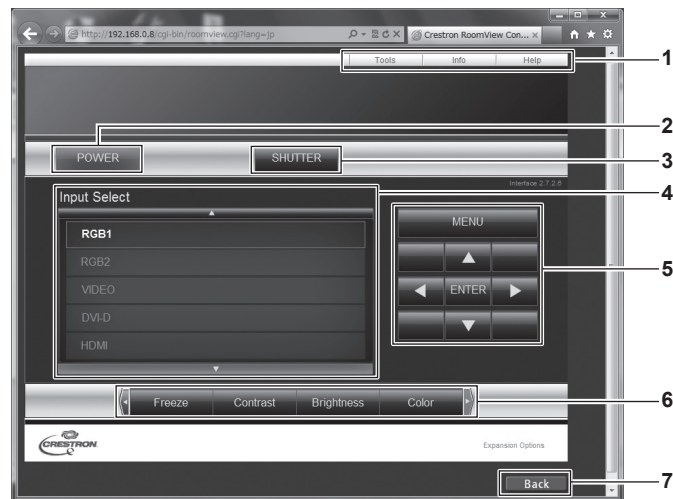 http://192.168.0.8/cgi-bin/roomview.cgi?lang=jp
Crestron RoomView Con... ×
Tools Info Help
1
2
POWER
SHUTTER
3
Interface 2.7.2.6
4
Input Select
RGB1
RGB2
VIDEO
DVI-D
HDMI
MENU
ENTER
5
Freeze Contrast Brightness Color
6
CRESTRON
Expansion Options
Back
7